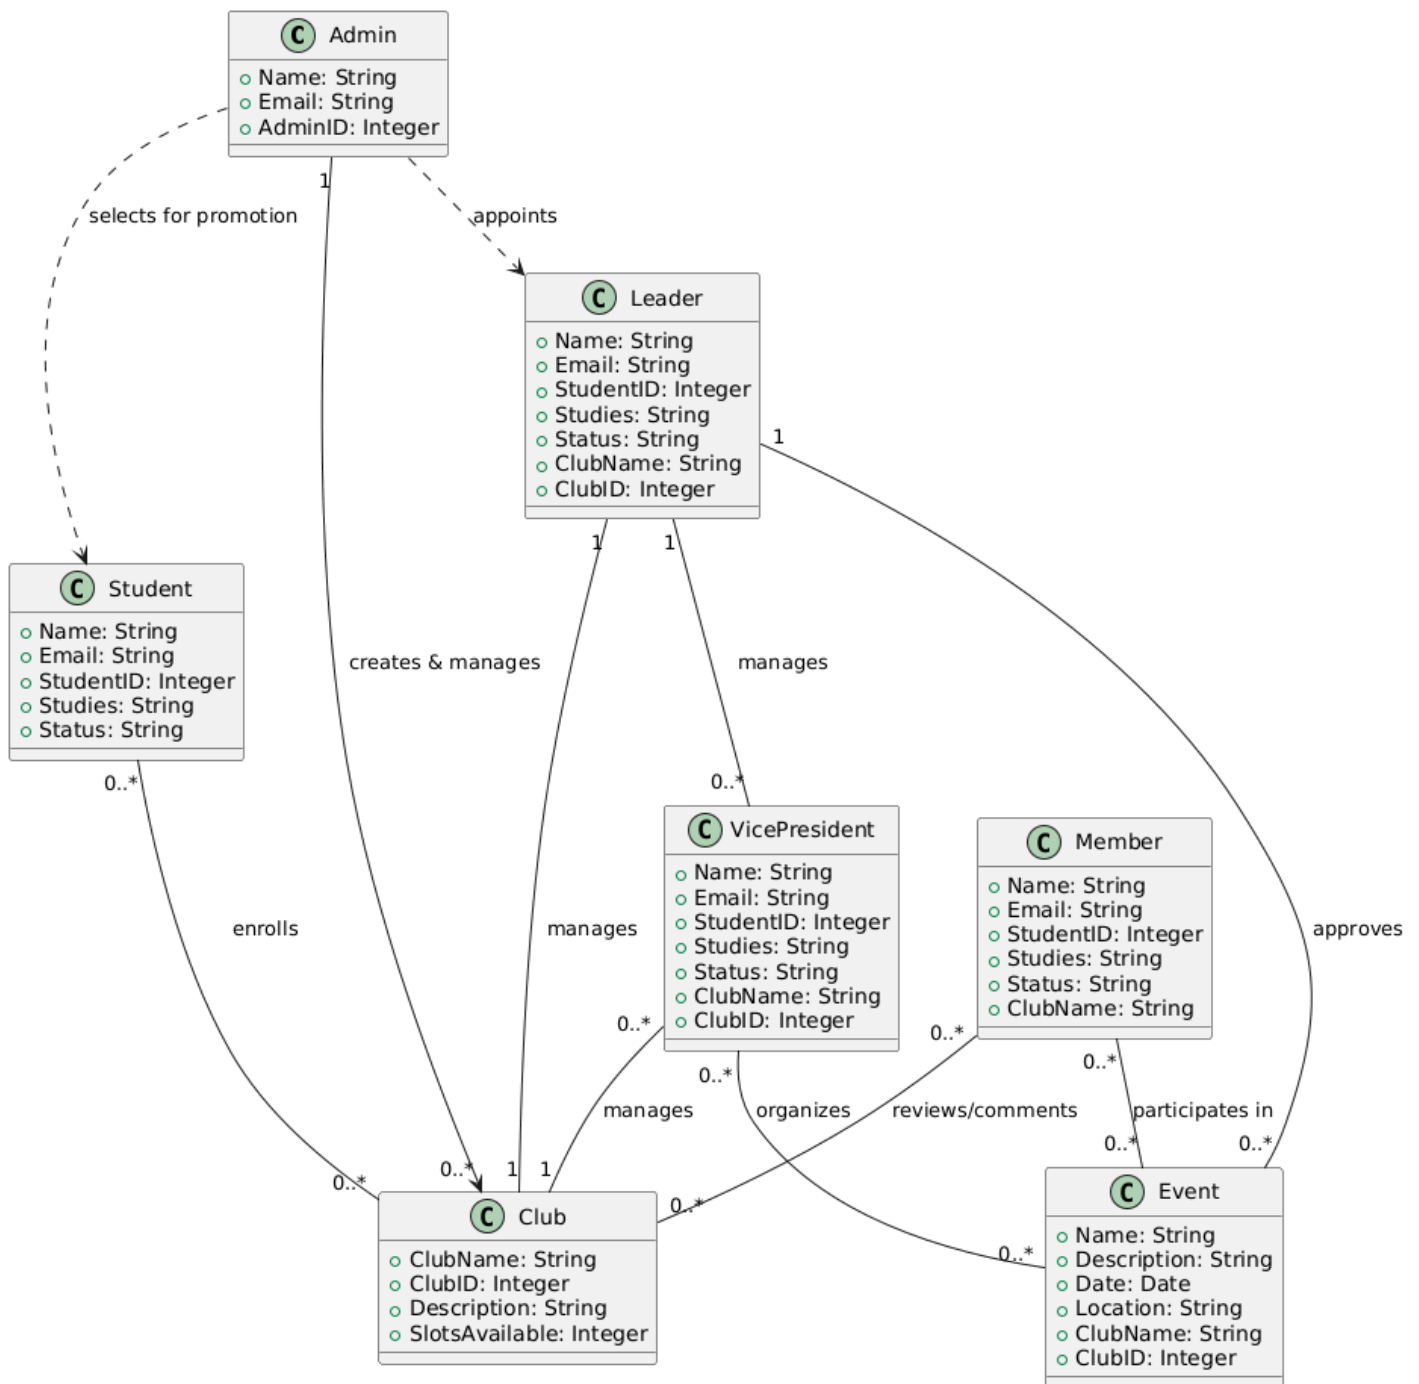 C Admin
Name: String
Email: String
AdminID: Integer
1
selects for promotion
appoints
C Leader
Name: String
Email: String
StudentID: Integer
Studies: String
Status: String
ClubName: String
ClubID: Integer
1
1
1
C Student
Name: String
Email: String
StudentID: Integer
Studies: String
Status: String
0..*
creates & manages
manages
0..*
C VicePresident
Name: String
Email: String
StudentID: Integer
Studies: String
Status: String
ClubName: String
ClubID: Integer
C Member
Name: String
Email: String
StudentID: Integer
Studies: String
Status: String
ClubName: String
enrolls
manages
approves
0..*
0..*
0..*
0..*
manages
organizes
reviews/comments
participates in
0..*
0..*
0..*
0..*
1
1
0..*
0..*
C Club
ClubName: String
ClubID: Integer
Description: String
SlotsAvailable: Integer
C Event
Name: String
Description: String
Date: Date
Location: String
ClubName: String
ClubID: Integer